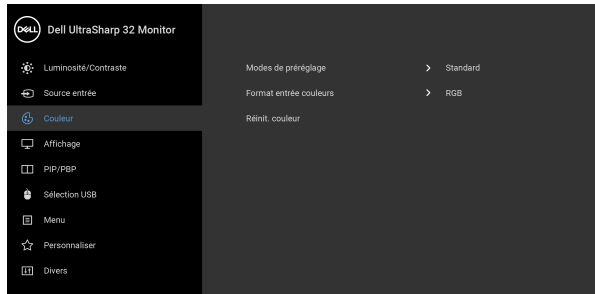 DELL Dell UltraSharp 32 Monitor
Luminosité/Contraste
Modes de préréglage Standard
Source entrée
Format entrée couleurs RGB
Couleur
Réinit. couleur
Affichage
PIP/PBP
Sélection USB
Menu
Personnaliser
Divers